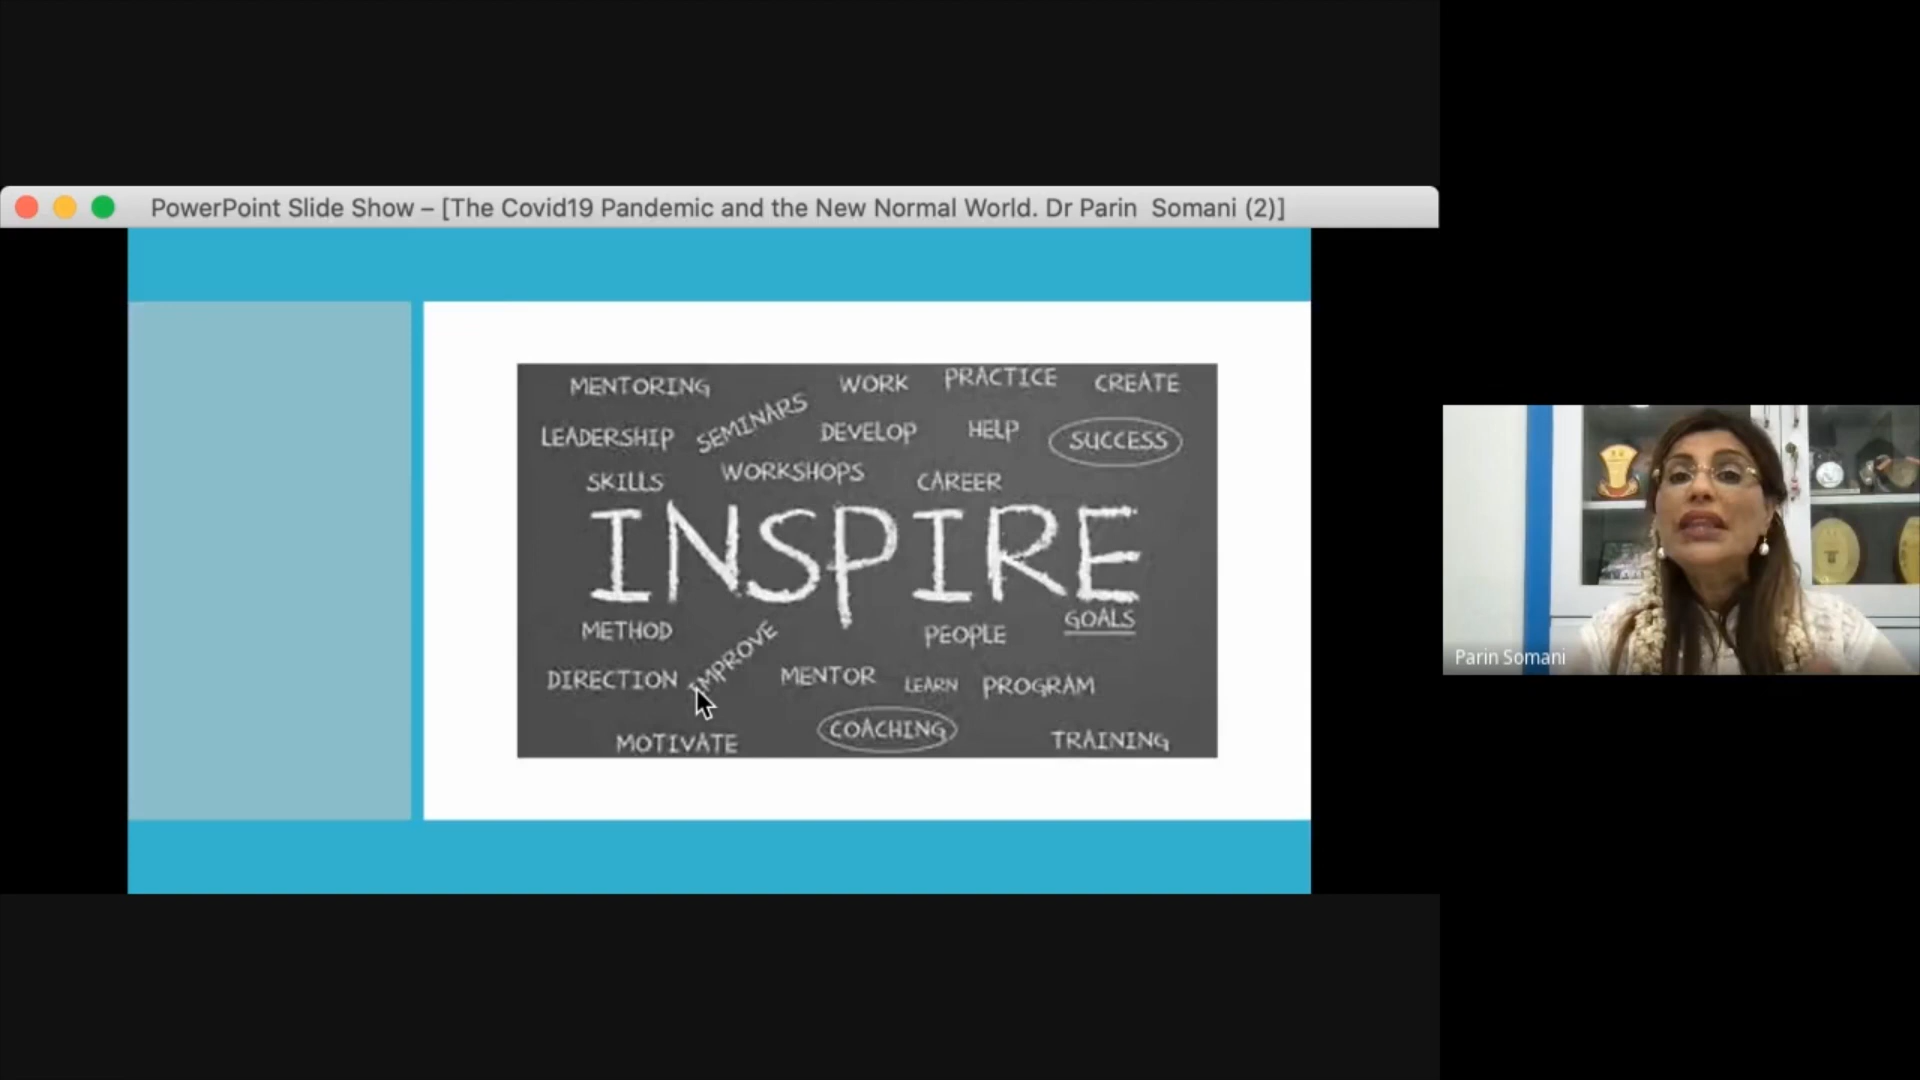 PowerPoint Slide Show – [The Covid19 Pandemic and the New Normal World. Dr Parin  Somani (2)]
MENTORING WORK PRACTICE CREATE
LEADERSHIP SEMINARS DEVELOP HELP SUCCESS
SKILLS WORKSHOPS CAREER
INSPIRE
METHOD IMPROVE PEOPLE GOALS
DIRECTION MENTOR LEARN PROGRAM
MOTIVATE COACHING TRAINING
Parin Somani